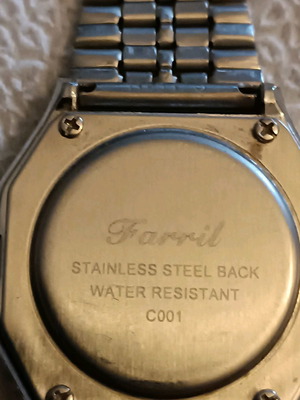 Farril
STAINLESS STEEL BACK
WATER RESISTANT
C001